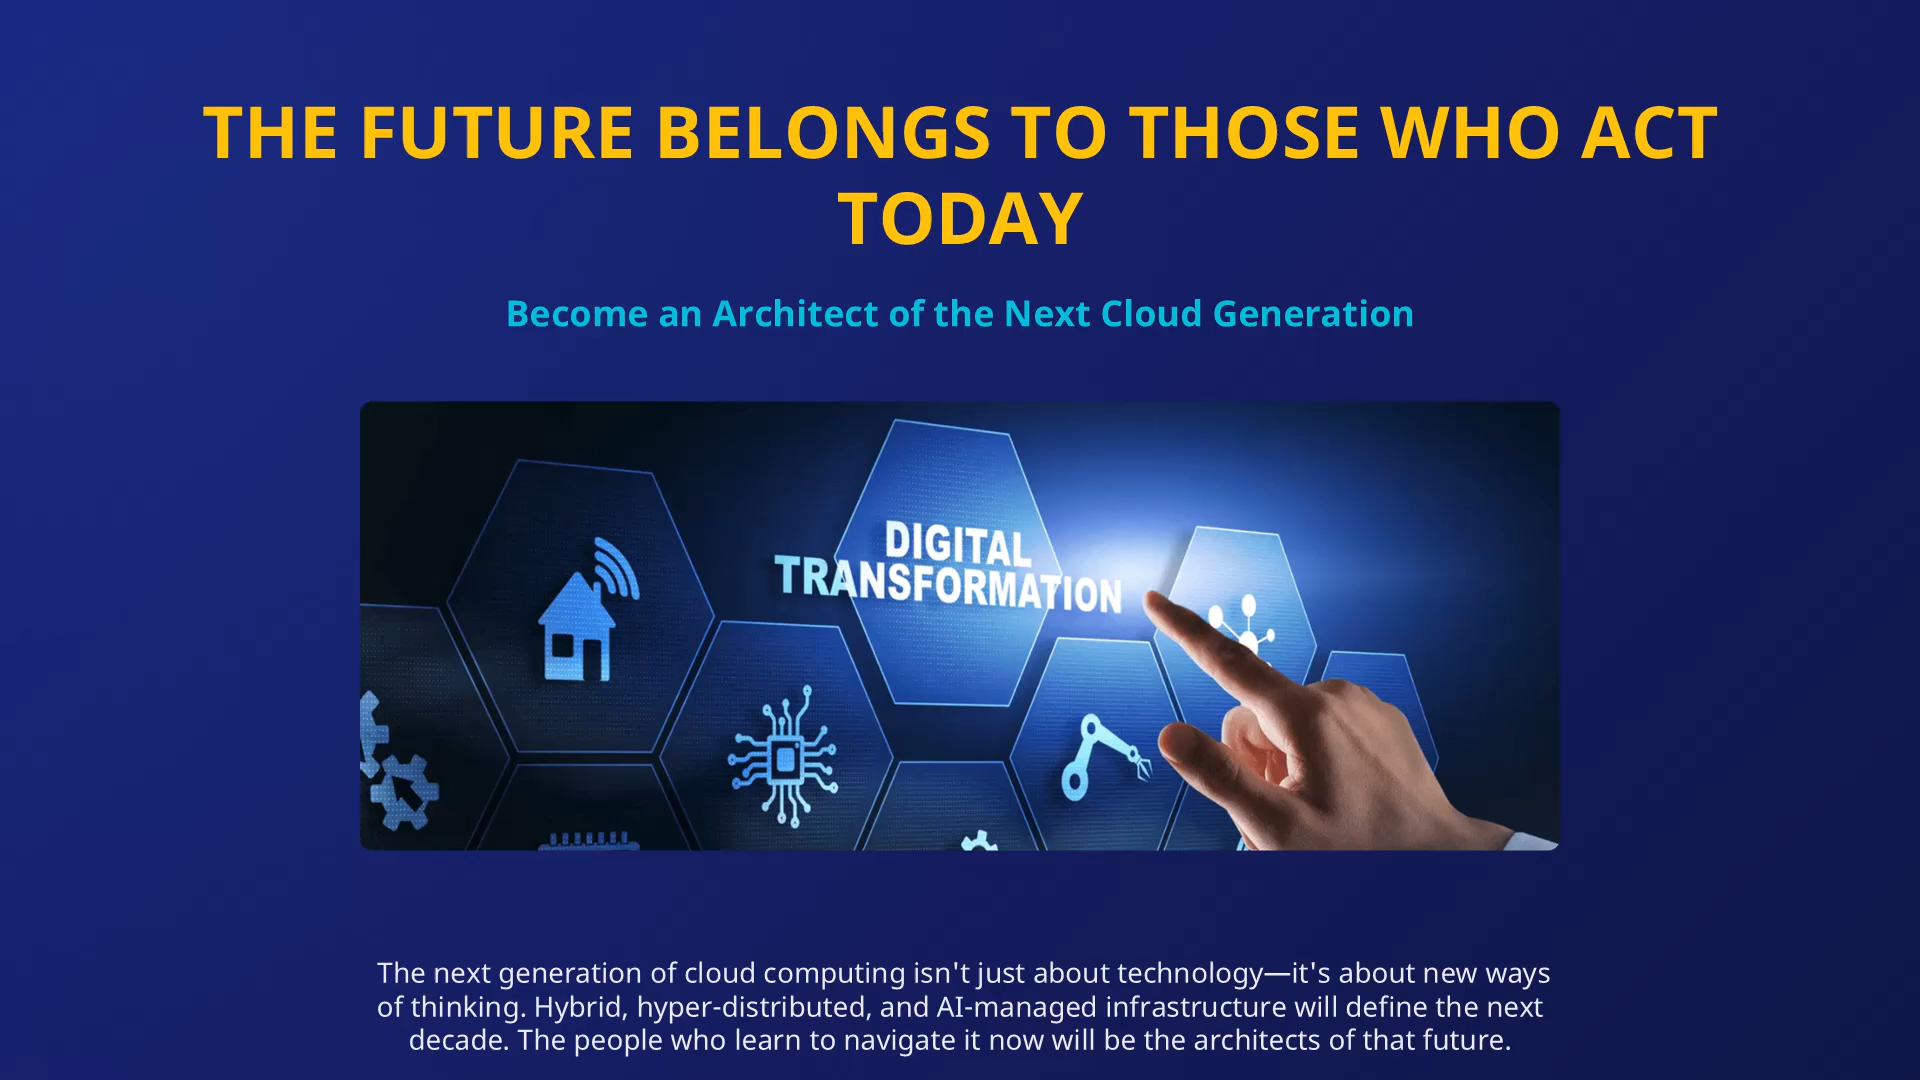 THE FUTURE BELONGS TO THOSE WHO ACT
TODAY
Become an Architect of the Next Cloud Generation
DIGITAL
TRANSFORMATION
The next generation of cloud computing isn't just about technology—it's about new ways
of thinking. Hybrid, hyper-distributed, and AI-managed infrastructure will define the next
decade. The people who learn to navigate it now will be the architects of that future.